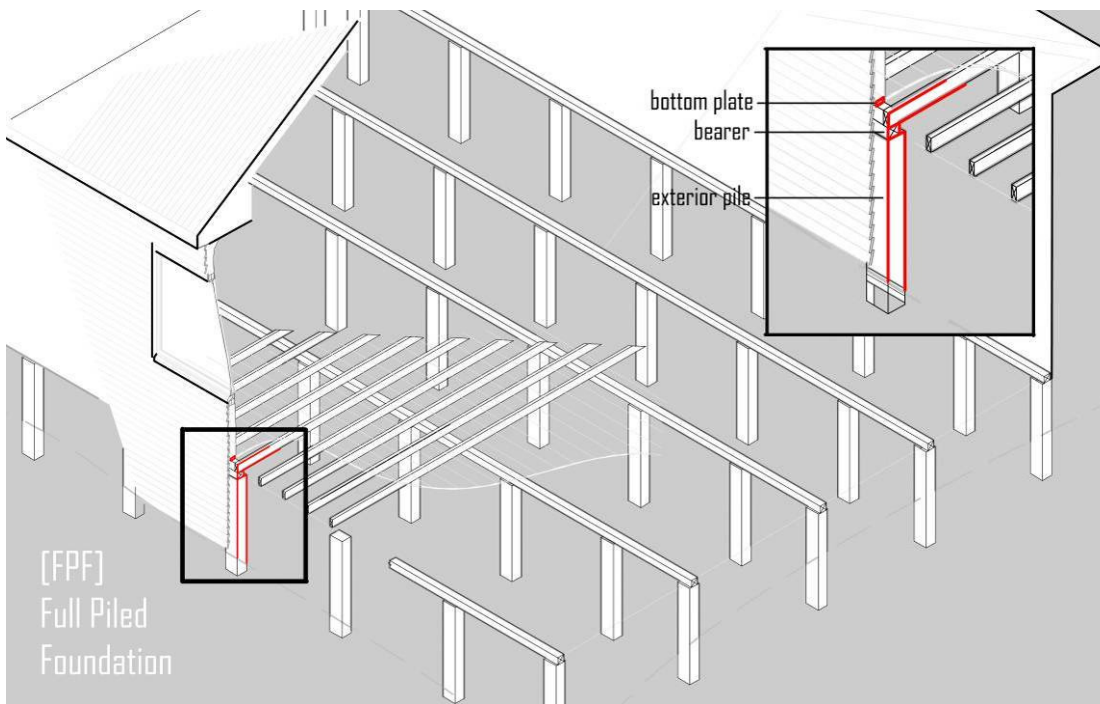 bottom plate
bearer
exterior pile
[FPF]
Full Piled
Foundation